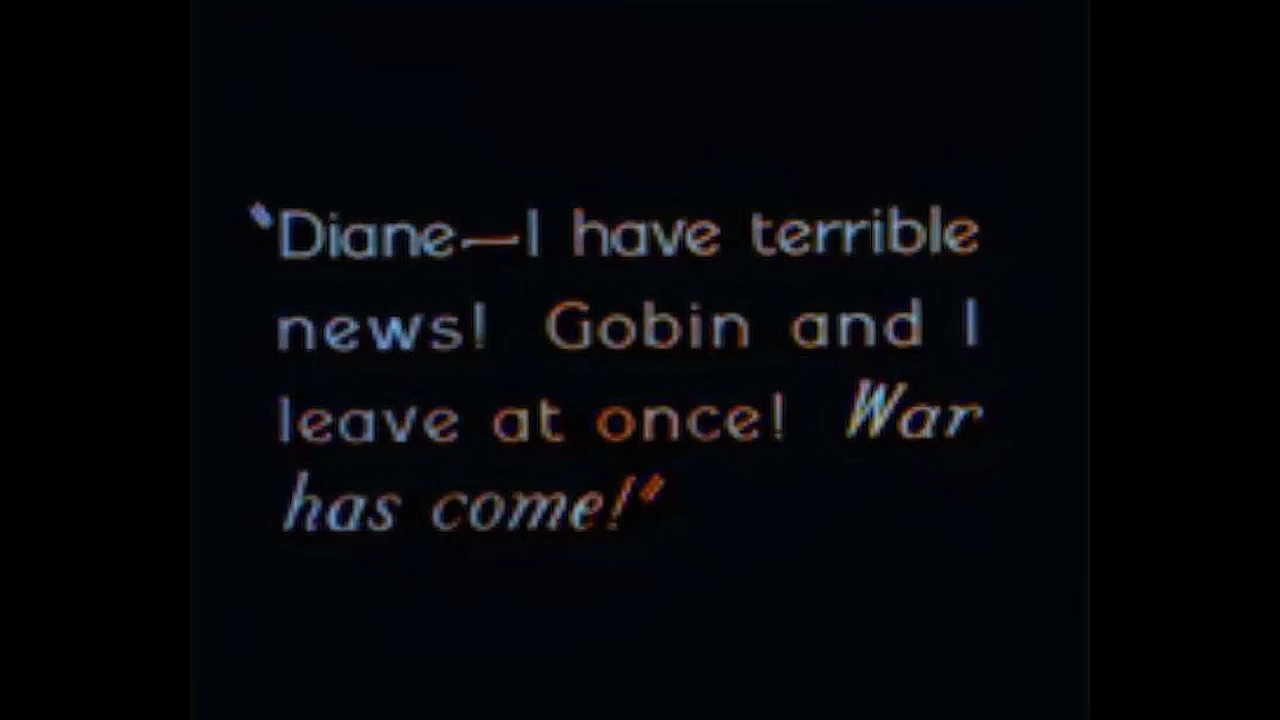 "Diane—I have terrible
news! Gobin and I
leave at once! War
has come!"